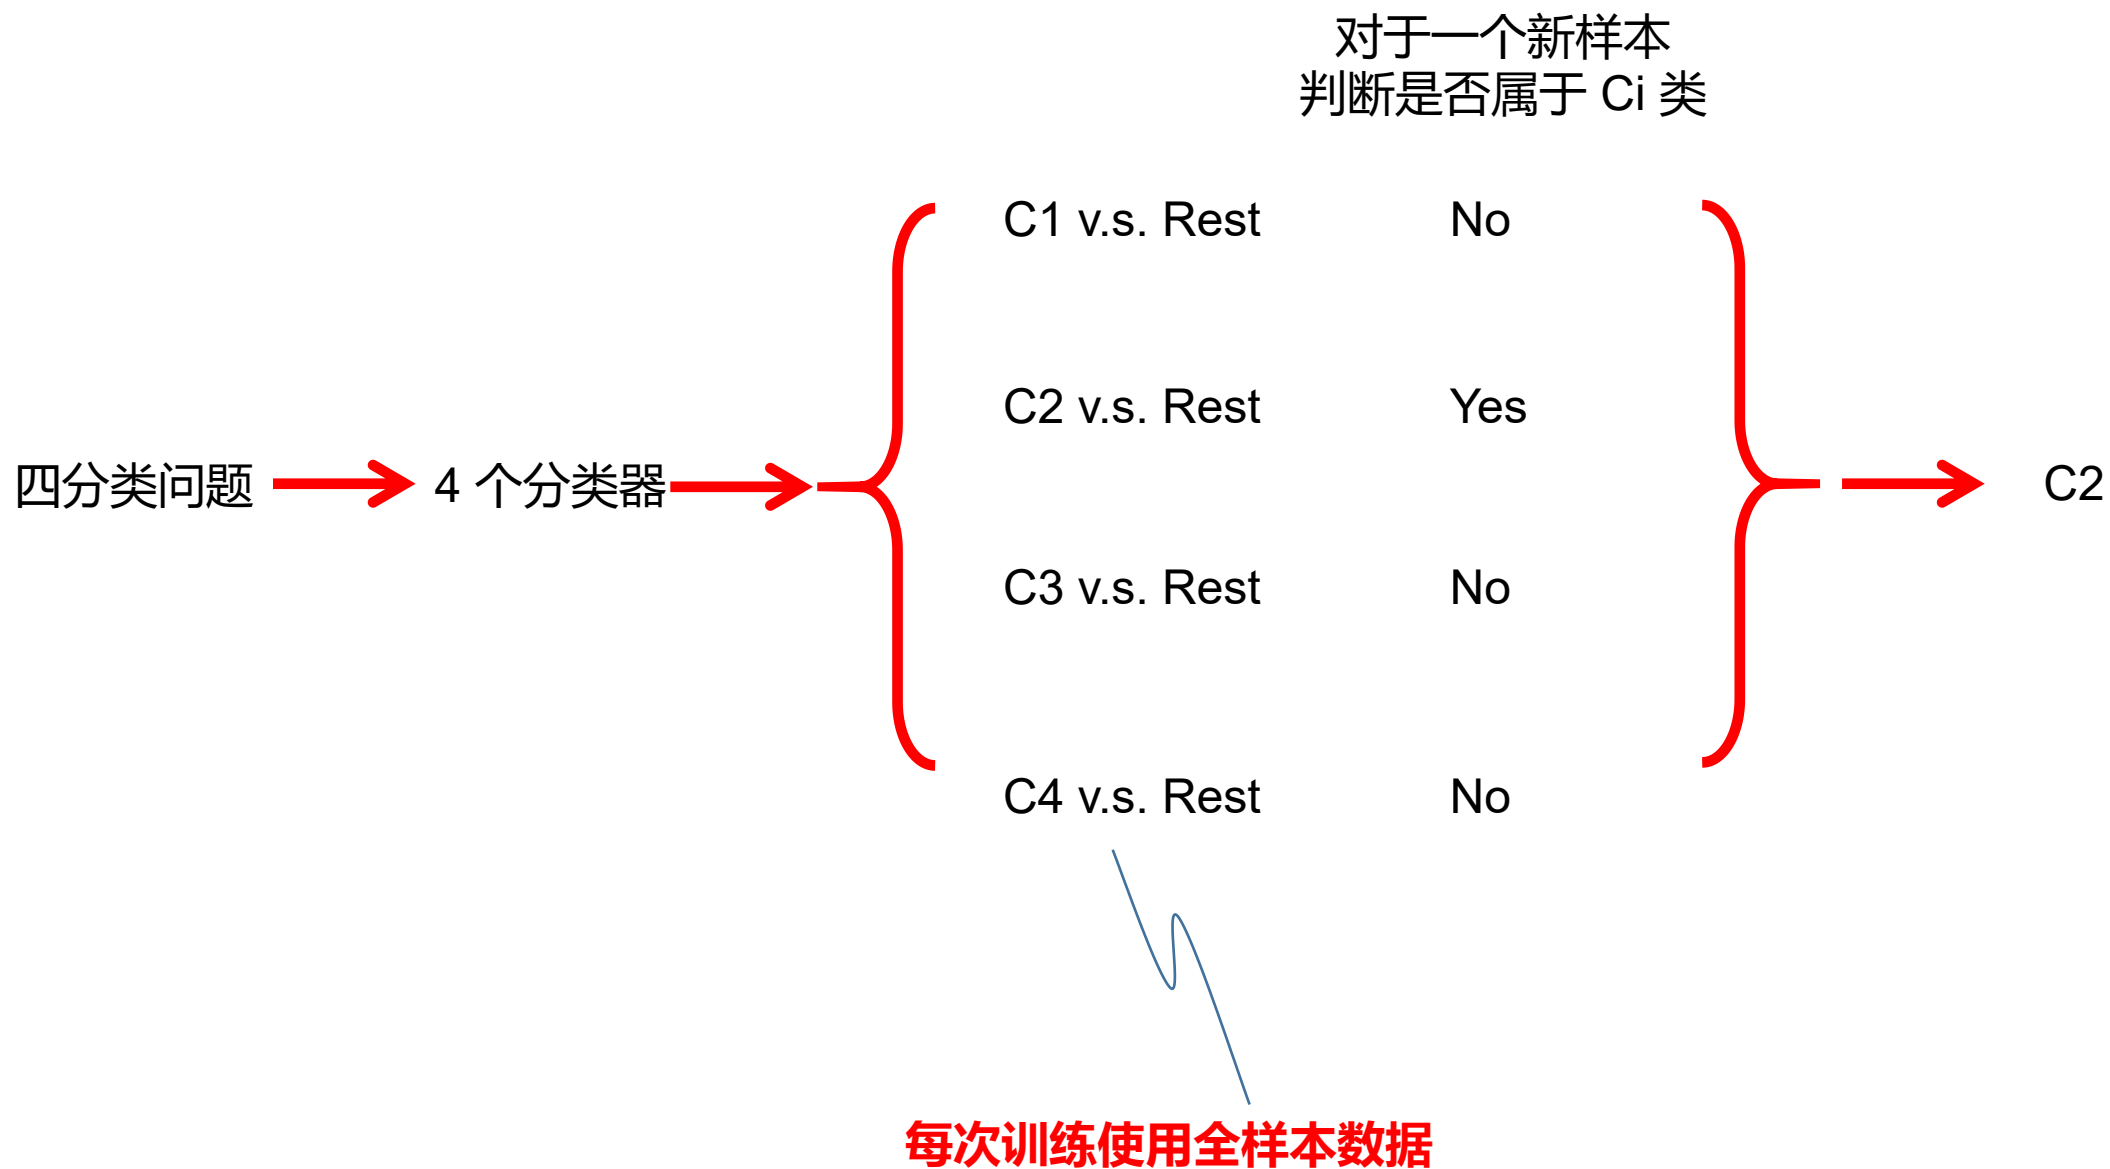 对于一个新样本
判断是否属于 Ci 类
C1 v.s. Rest No
C2 v.s. Rest Yes
四分类问题 4 个分类器 C2
C3 v.s. Rest No
C4 v.s. Rest No
每次训练使用全样本数据